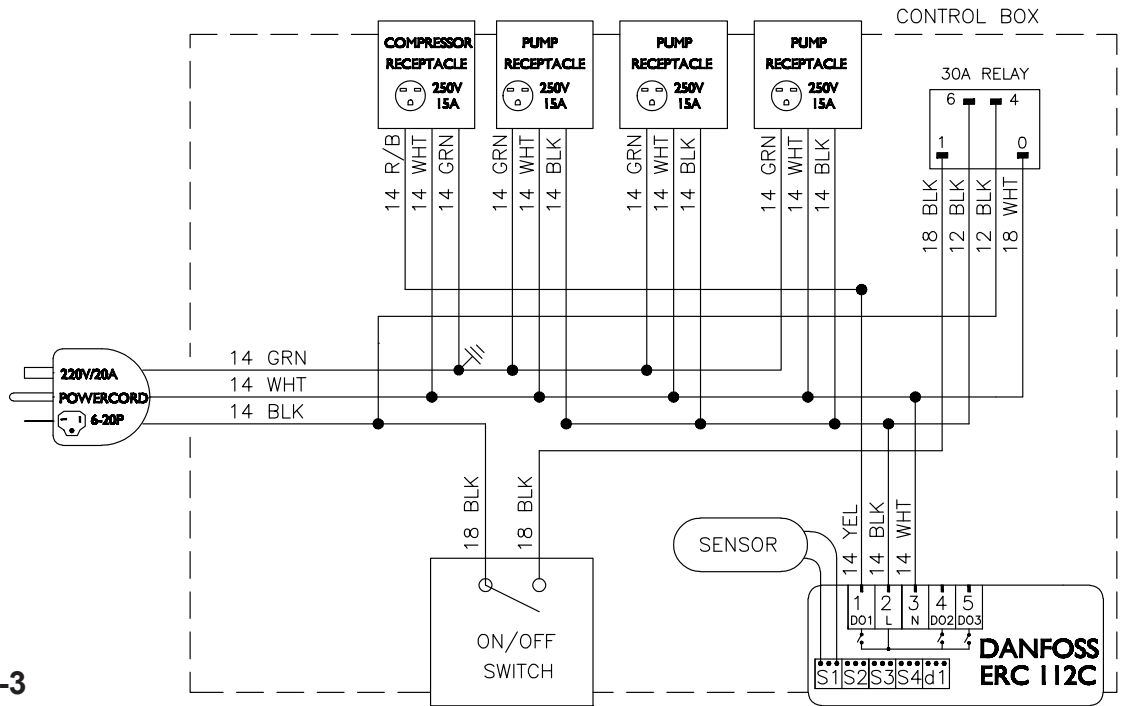 CONTROL BOX
COMPRESSOR
RECEPTACLE
250V
15A
PUMP
RECEPTACLE
250V
15A
PUMP
RECEPTACLE
250V
15A
PUMP
RECEPTACLE
250V
15A
30A RELAY
6
4
1
0
14 R/B
14 WHT
14 GRN
14 GRN
14 WHT
14 BLK
14 GRN
14 WHT
14 BLK
14 GRN
14 WHT
14 BLK
18 BLK
12 BLK
12 BLK
18 WHT
220V/20A
POWERCORD
6-20P
14 GRN
14 WHT
14 BLK
18 BLK
18 BLK
ON/OFF
SWITCH
SENSOR
14 YEL
14 BLK
14 WHT
1 2 3 4 5
DO1 L N DO2 DO3
S1 S2 S3 S4 d1
DANFOSS
ERC 112C
-3